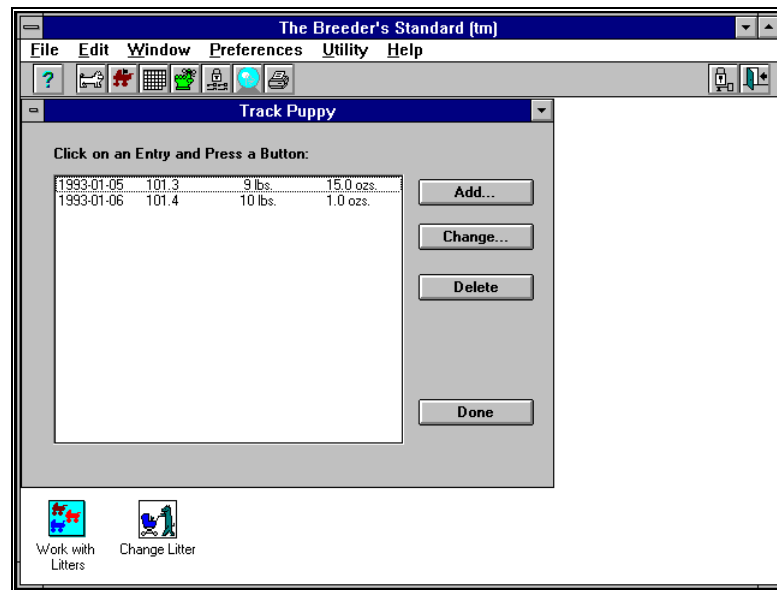 The Breeder's Standard (tm)
File Edit Window Preferences Utility Help
?
Track Puppy
Click on an Entry and Press a Button:
1993-01-05 101.3 9 lbs. 15.0 ozs.
1993-01-06 101.4 10 lbs. 1.0 ozs.
Add...
Change...
Delete
Done
Work with
Litters
Change Litter